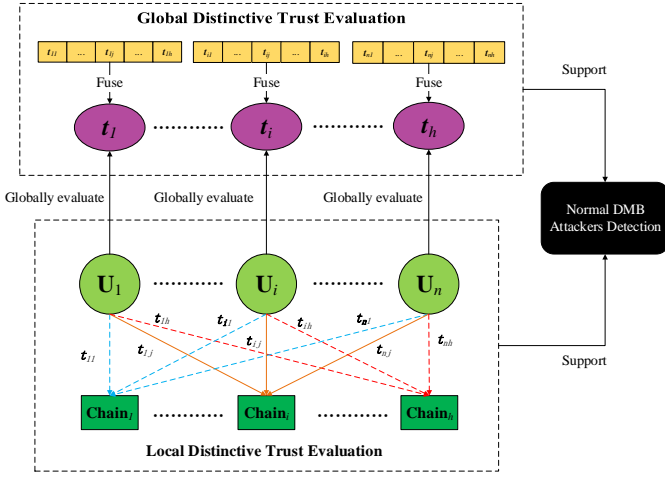 Global Distinctive Trust Evaluation
t11 ... t1j ... t1h
ti1 ... tij ... tih
tn1 ... tnj ... tnh
Fuse
Fuse
Fuse
Support
t1
ti
th
Globally evaluate
Globally evaluate
Globally evaluate
Normal DMB
Attackers Detection
U1
Ui
Un
t1h
ti1
tih
tn1
t11
t1j
tij
tnj
tnh
Support
Chain1
Chaini
Chainh
Local Distinctive Trust Evaluation